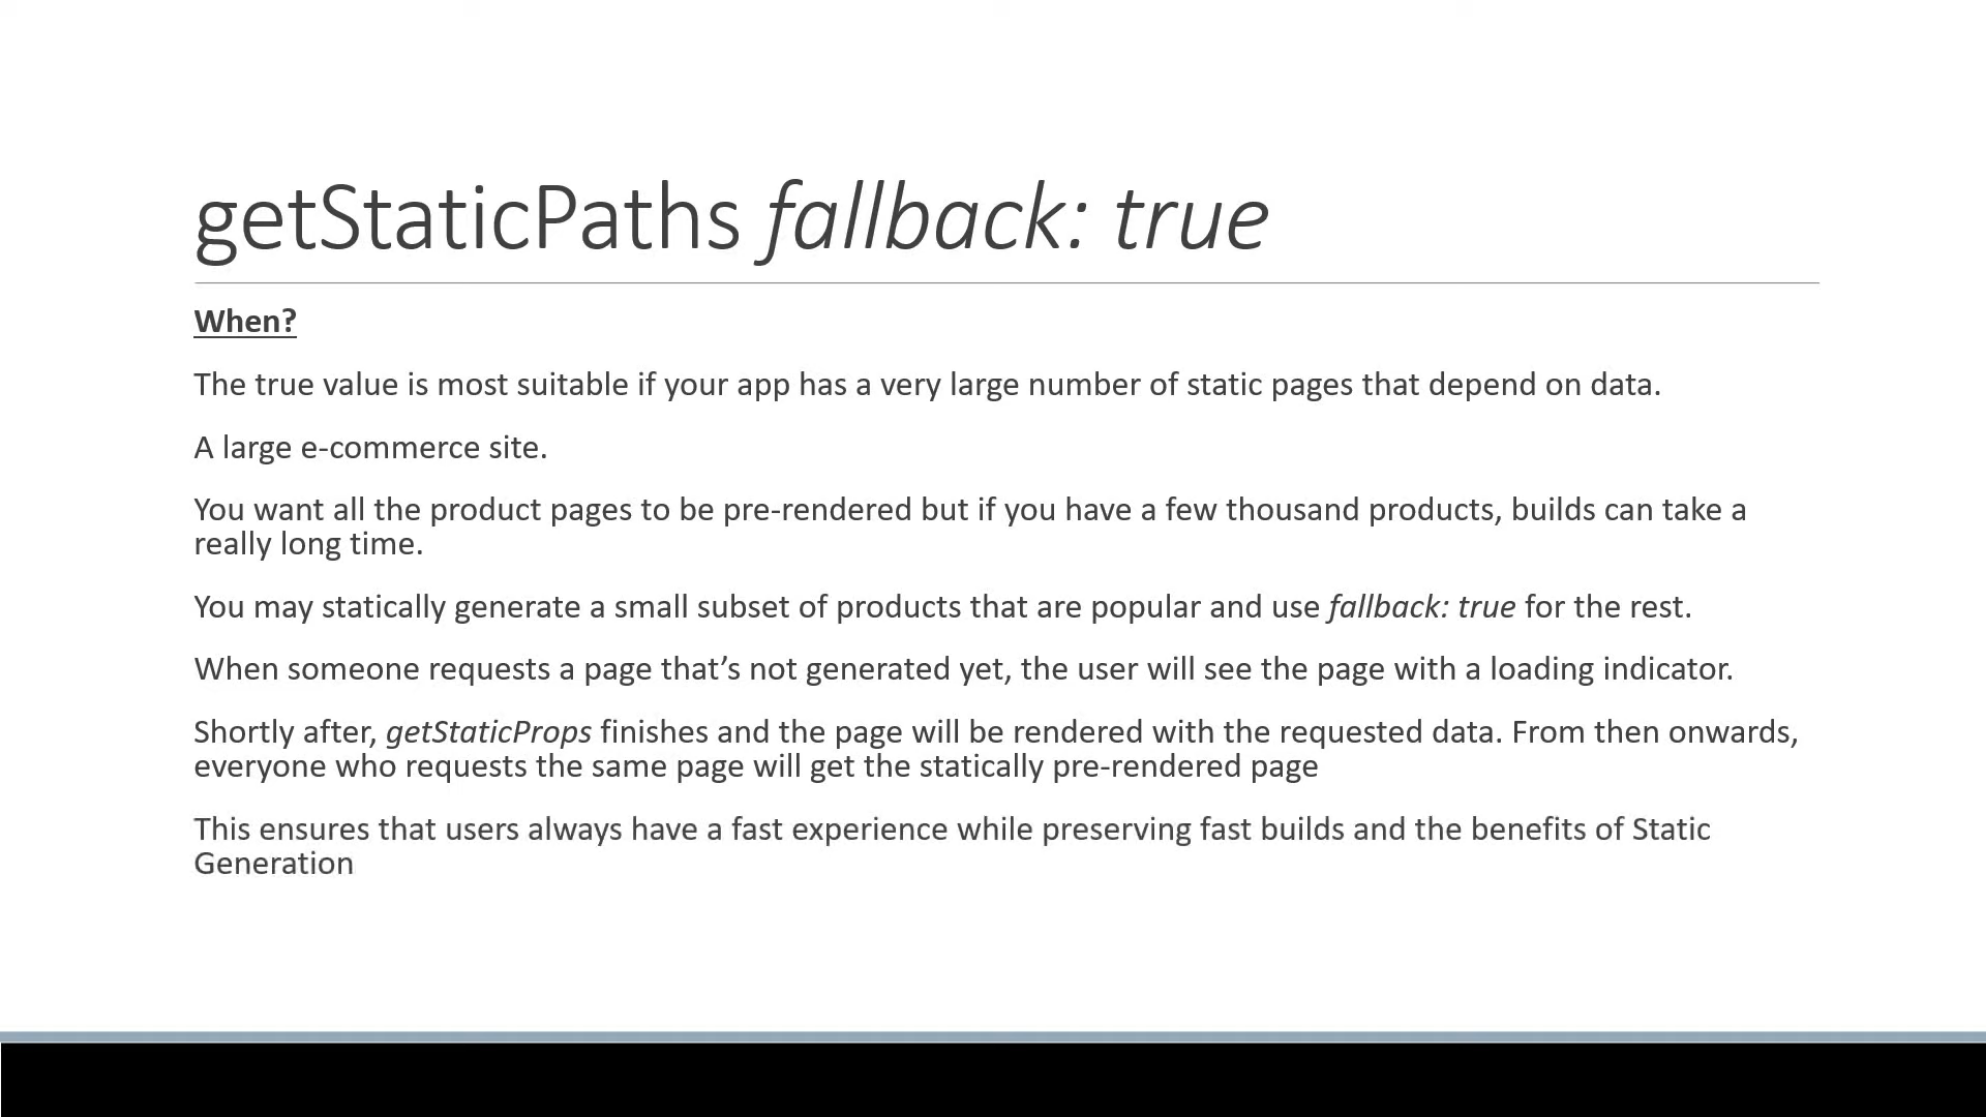 getStaticPaths fallback: true
When?
The true value is most suitable if your app has a very large number of static pages that depend on data.
A large e-commerce site.
You want all the product pages to be pre-rendered but if you have a few thousand products, builds can take a
really long time.
You may statically generate a small subset of products that are popular and use fallback: true for the rest.
When someone requests a page that’s not generated yet, the user will see the page with a loading indicator.
Shortly after, getStaticProps finishes and the page will be rendered with the requested data. From then onwards,
everyone who requests the same page will get the statically pre-rendered page
This ensures that users always have a fast experience while preserving fast builds and the benefits of Static
Generation